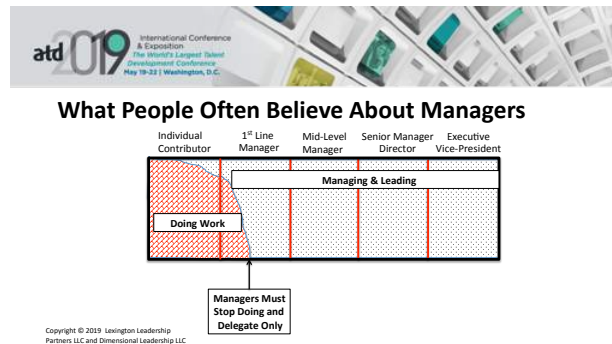 atd 2019
International Conference
& Exposition
The World's Largest Talent
Development Conference
May 19-22 | Washington, D.C.
What People Often Believe About Managers
Individual
Contributor
1st Line
Manager
Mid-Level
Manager
Senior Manager
Director
Executive
Vice-President
Managing & Leading
Doing Work
Managers Must
Stop Doing and
Delegate Only
Copyright © 2019 Lexington Leadership
Partners LLC and Dimensional Leadership LLC